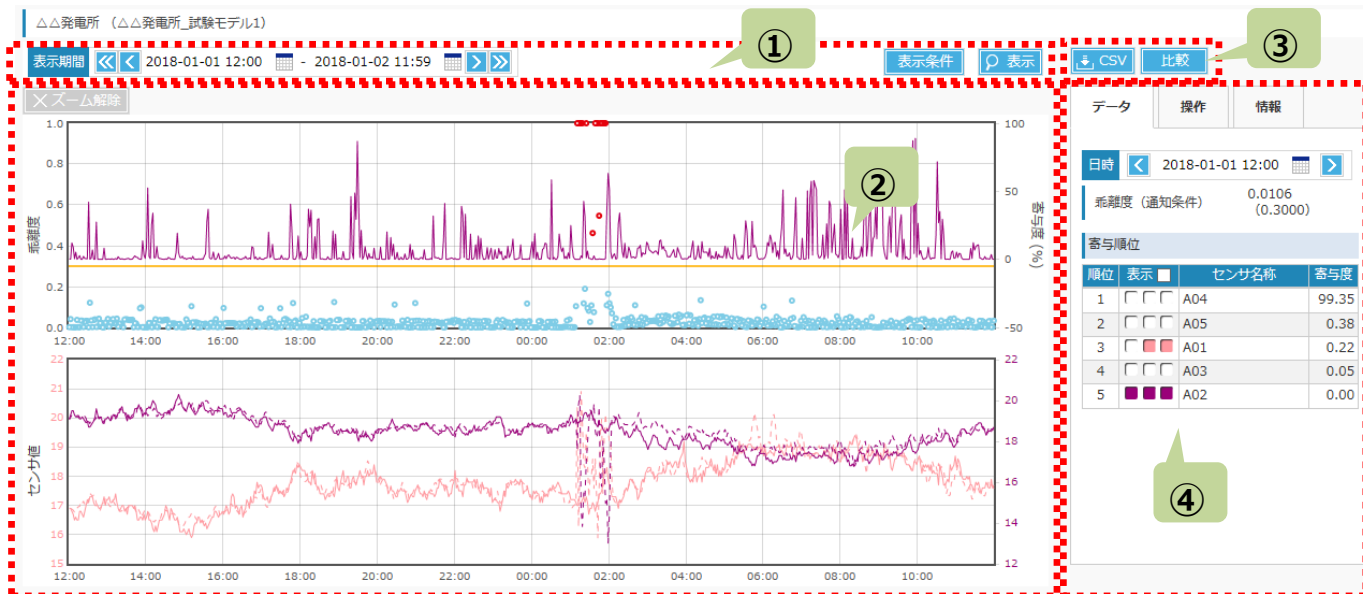 △△発電所 （△△発電所_試験モデル1）
①
③
表示期間 2018-01-01 12:00 - 2018-01-02 11:59 表示条件 表示 CSV 比較
ズーム解除
データ 操作 情報
日時 2018-01-01 12:00
乖離度（通知条件） 0.0106
(0.3000)
寄与順位
順位 表示 センサ名称 寄与度
1 A04 99.35
2 A05 0.38
3 A01 0.22
4 A03 0.05
5 A02 0.00
②
④
乖離度
1.0
0.8
0.6
0.4
0.2
0.0
100
50
0
-50
寄与度 (%)
12:00 14:00 16:00 18:00 20:00 22:00 00:00 02:00 04:00 06:00 08:00 10:00
センサ値
22
21
20
19
18
17
16
15
22
20
18
16
14
12
12:00 14:00 16:00 18:00 20:00 22:00 00:00 02:00 04:00 06:00 08:00 10:00